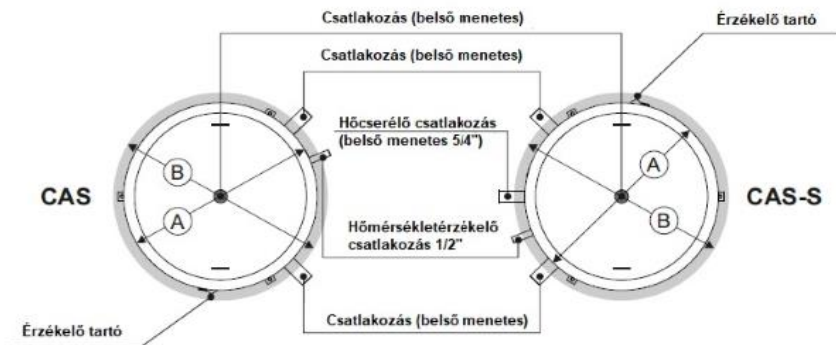 Csatlakozás (belső menetes)
Érzékelő tartó
Csatlakozás (belső menetes)
Hőcserélő csatlakozás
(belső menetes 5/4")
B
A
CAS
A
B
CAS-S
Hőmérsékletérzékelő
csatlakozás 1/2"
Csatlakozás (belső menetes)
Érzékelő tartó